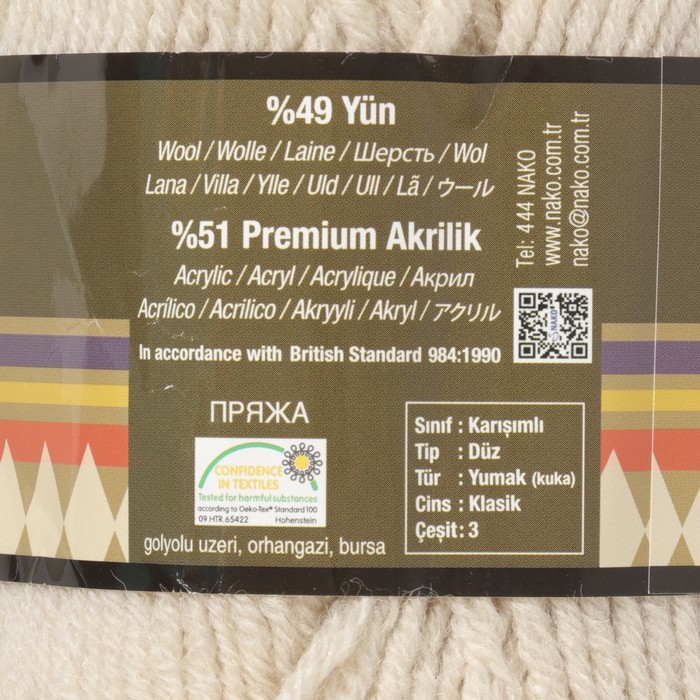 %49 Yün
Wool / Wolle / Laine / Шерсть / Wol
Lana / Villa / Ylle / Uld / Ull / Lã / ウール
%51 Premium Akrilik
Acrylic / Acryl / Acrylique / Акрил
Acrílico / Acrilico / Akryyli / Akryl / アクリル
In accordance with British Standard 984:1990
Tel: 444 NAKO
www.nako.com.tr
nako@nako.com.tr
NAKO
ПРЯЖА
CONFIDENCE
IN TEXTILES
Tested for harmful substances
according to Oeko-Tex® Standard 100
09.HTR.65422 Hohenstein
golyolu uzeri, orhangazi, bursa
Sınıf : Karışımlı
Tip : Düz
Tür : Yumak (kuka)
Cins : Klasik
Çeşit: 3